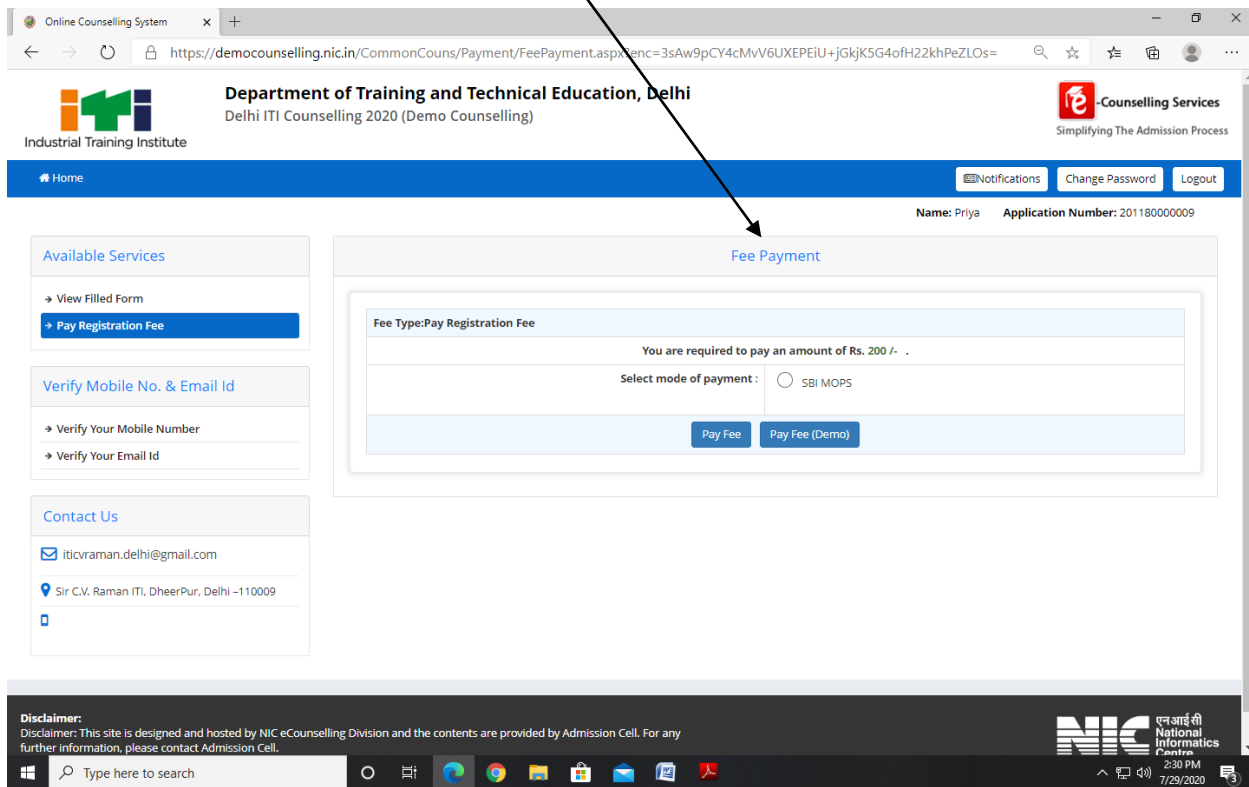 Online Counselling System
https://democounselling.nic.in/CommonCouns/Payment/FeePayment.aspx?enc=3sAw9pCY4cMvV6UXEPEiU+jGkjK5G4ofH22khPeZLOs=
Industrial Training Institute
Department of Training and Technical Education, Delhi
Delhi ITI Counselling 2020 (Demo Counselling)
e-Counselling Services
Simplifying The Admission Process
Home
Notifications
Change Password
Logout
Name: Priya Application Number: 201180000009
Available Services
View Filled Form
Pay Registration Fee
Verify Mobile No. & Email Id
Verify Your Mobile Number
Verify Your Email Id
Contact Us
iticvraman.delhi@gmail.com
Sir C.V. Raman ITI, DheerPur, Delhi –110009
Fee Payment
Fee Type:Pay Registration Fee
You are required to pay an amount of Rs. 200 /- .
Select mode of payment :
SBI MOPS
Pay Fee
Pay Fee (Demo)
Disclaimer:
Disclaimer: This site is designed and hosted by NIC eCounselling Division and the contents are provided by Admission Cell. For any
further information, please contact Admission Cell.
NIC
एनआईसी
National
Informatics
Centre
Type here to search
2:30 PM
7/29/2020
3